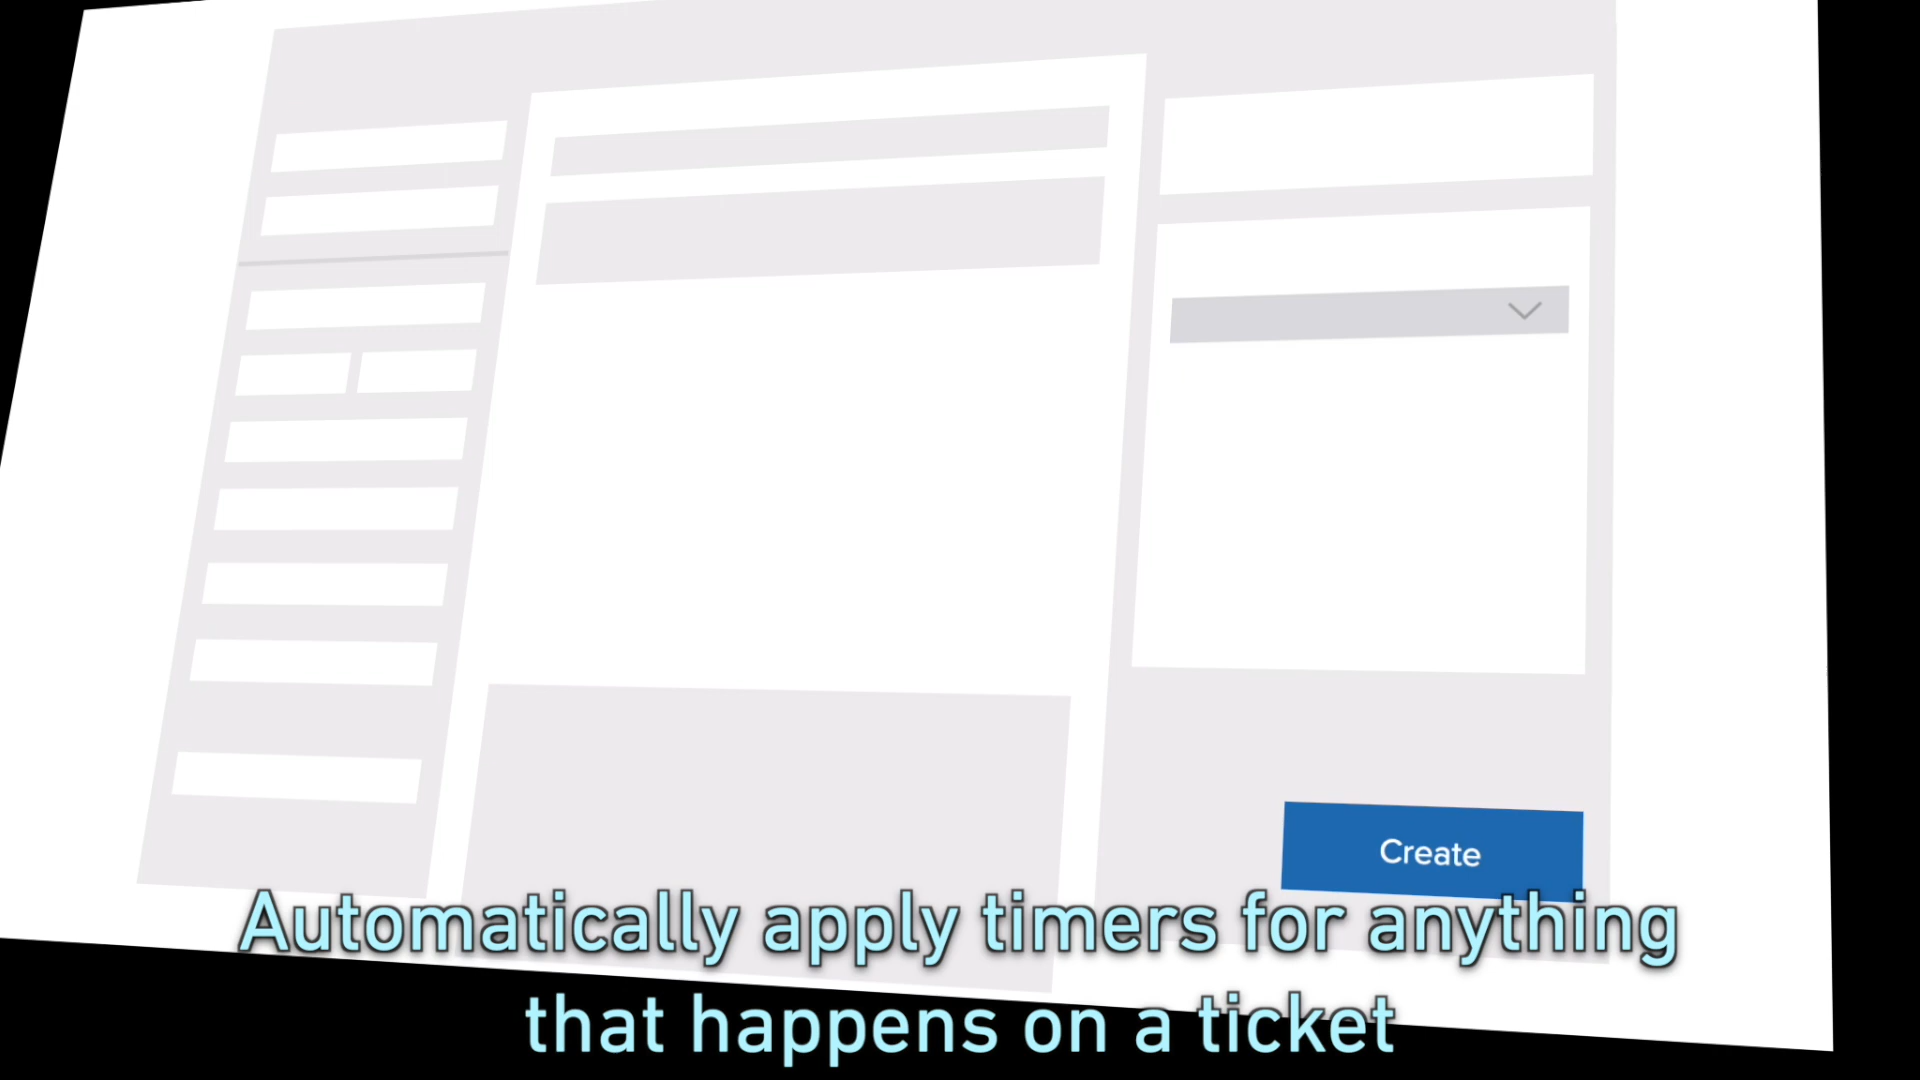 Create
Automatically apply timers for anything
that happens on a ticket